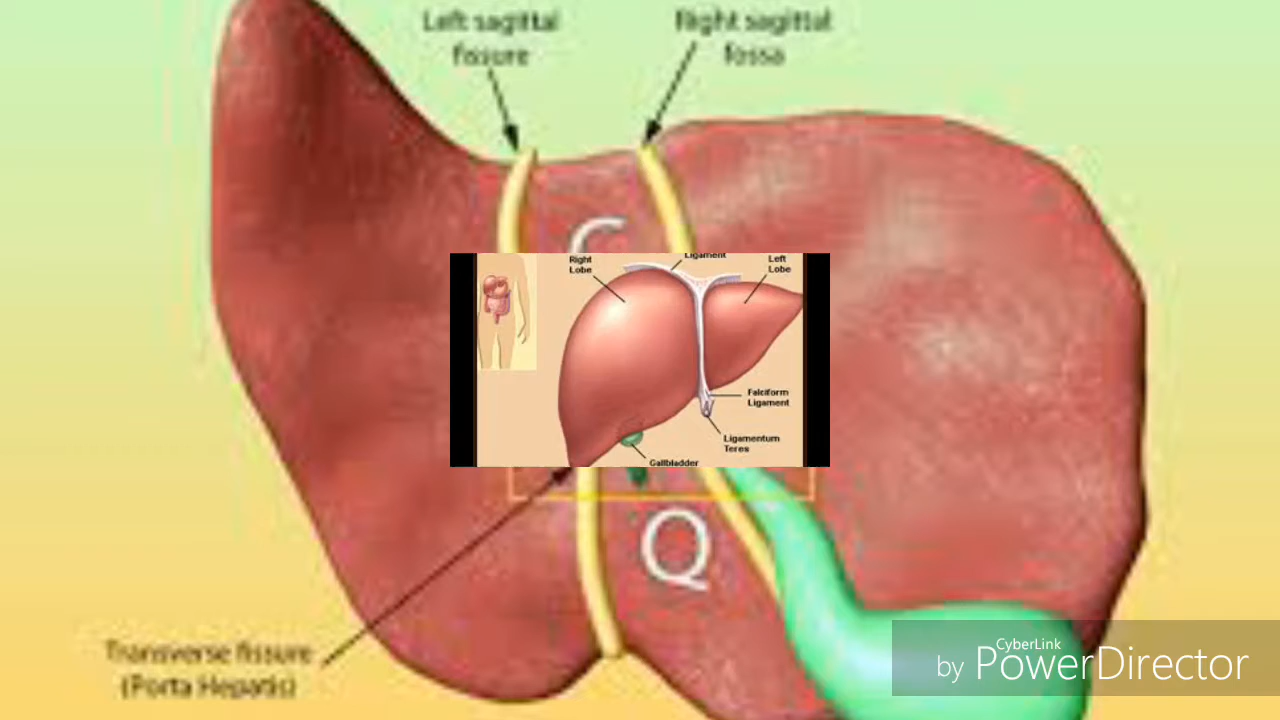 Left sagittal
fissure
Right sagittal
fossa
C
Right
Lobe
Ligament
Left
Lobe
Falciform
Ligament
Ligamentum
Teres
Gallbladder
Q
Transverse fissure
(Porta Hepatis)
CyberLink
by PowerDirector